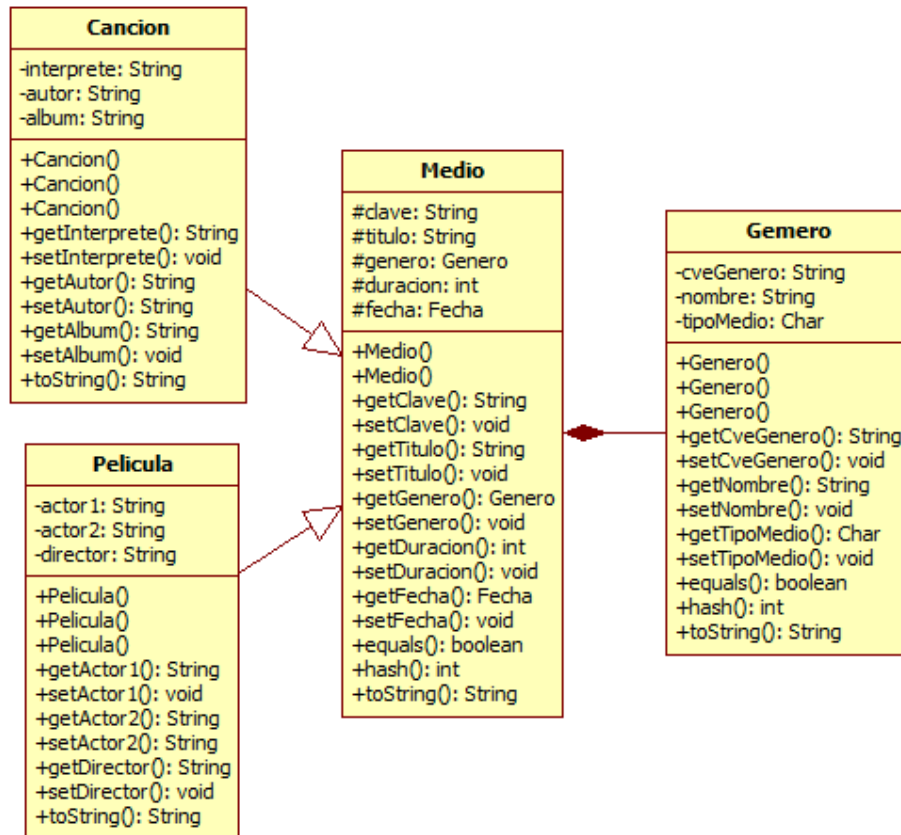 Cancion
-interprete: String
-autor: String
-album: String
+Cancion()
+Cancion()
+Cancion()
+getInterprete(): String
+setInterprete(): void
+getAutor(): String
+setAutor(): String
+getAlbum(): String
+setAlbum(): void
+toString(): String
Pelicula
-actor1: String
-actor2: String
-director: String
+Pelicula()
+Pelicula()
+Pelicula()
+getActor1(): String
+setActor1(): void
+getActor2(): String
+setActor2(): String
+getDirector(): String
+setDirector(): void
+toString(): String
Medio
#clave: String
#titulo: String
#genero: Genero
#duracion: int
#fecha: Fecha
+Medio()
+Medio()
+getClave(): String
+setClave(): void
+getTitulo(): String
+setTitulo(): void
+getGenero(): Genero
+setGenero(): void
+getDuracion(): int
+setDuracion(): void
+getFecha(): Fecha
+setFecha(): void
+equals(): boolean
+hash(): int
+toString(): String
Gemero
-cveGenero: String
-nombre: String
-tipoMedio: Char
+Genero()
+Genero()
+Genero()
+getCveGenero(): String
+setCveGenero(): void
+getNombre(): String
+setNombre(): void
+getTipoMedio(): Char
+setTipoMedio(): void
+equals(): boolean
+hash(): int
+toString(): String